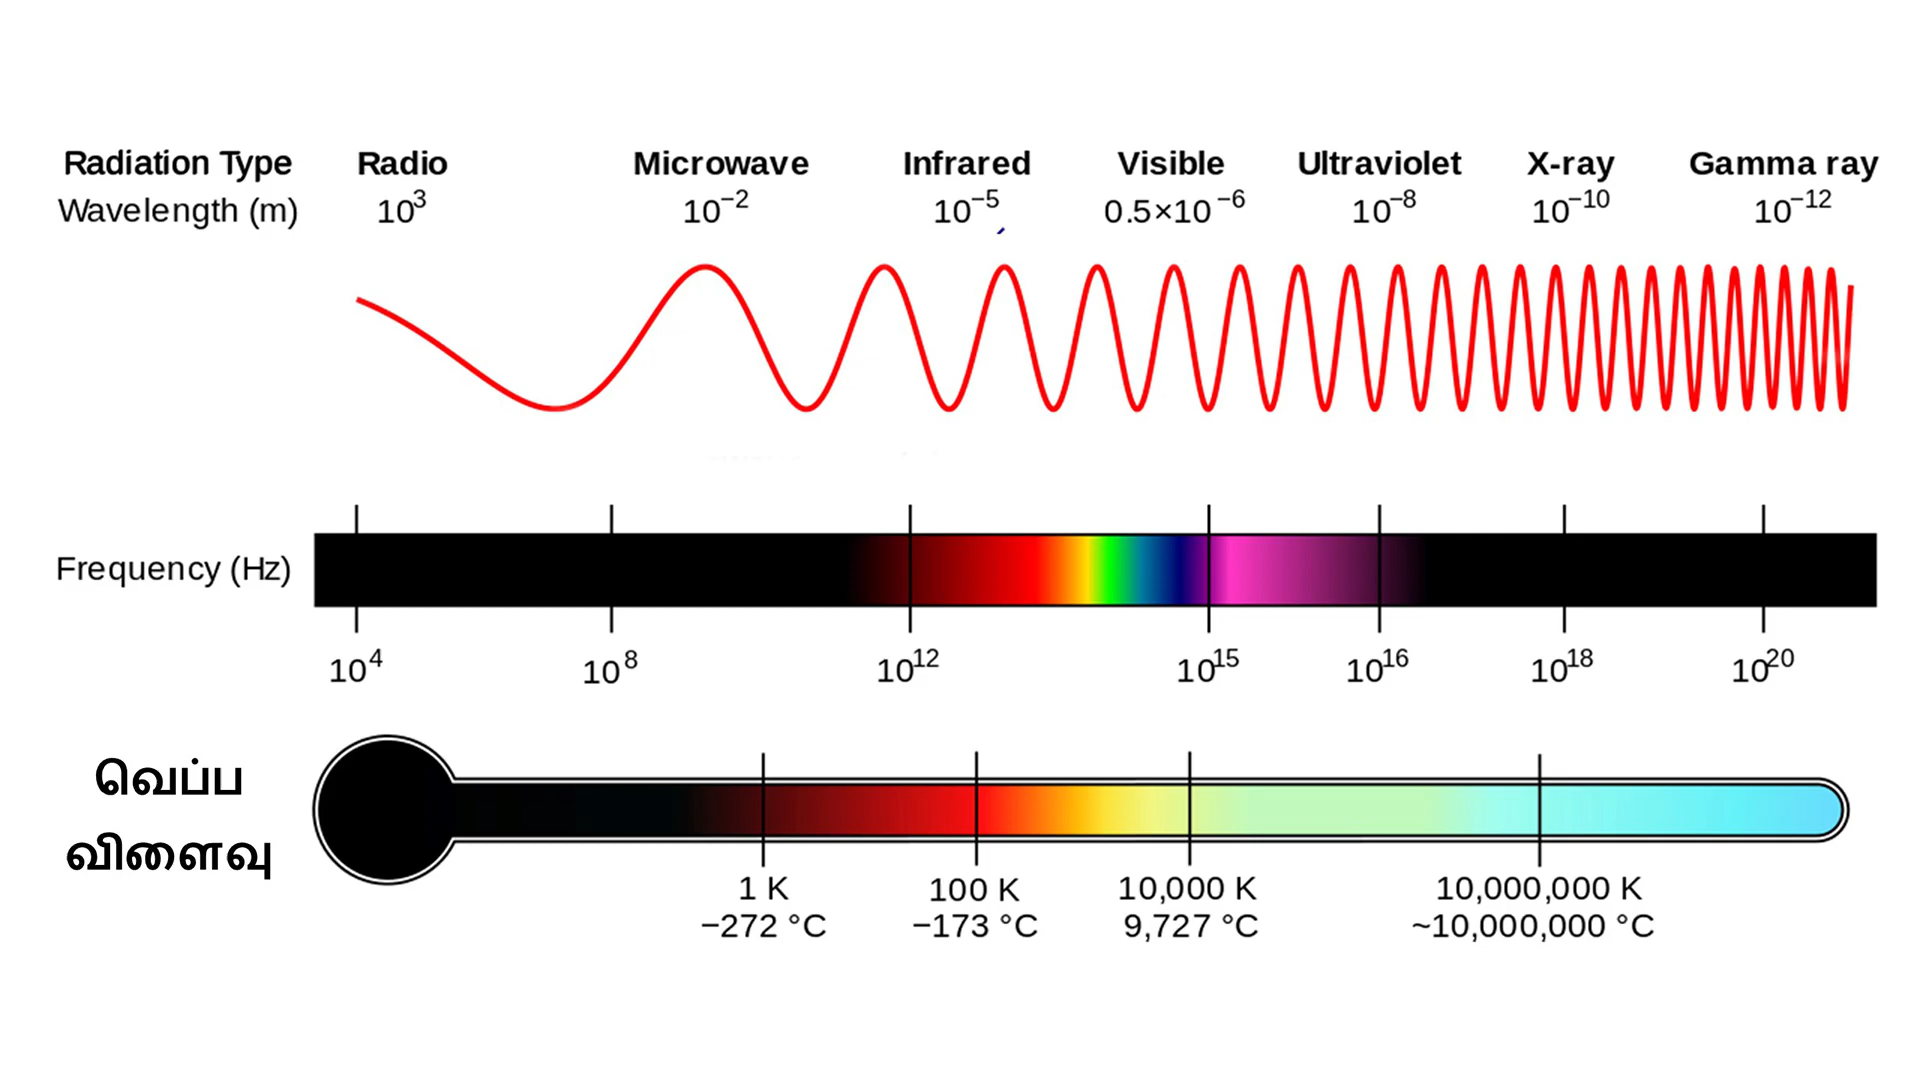 Radiation Type Radio Microwave Infrared Visible Ultraviolet X-ray Gamma ray
Wavelength (m) 10³ 10⁻² 10⁻⁵ 0.5×10⁻⁶ 10⁻⁸ 10⁻¹⁰ 10⁻¹²
Frequency (Hz)
10⁴ 10⁸ 10¹² 10¹⁵ 10¹⁶ 10¹⁸ 10²⁰
வெப்ப
விளைவு
1 K 100 K 10,000 K 10,000,000 K
−272 °C −173 °C 9,727 °C ~10,000,000 °C